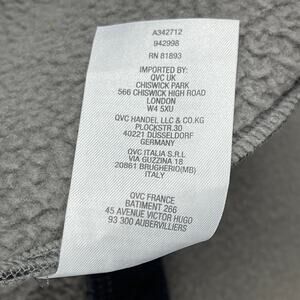 A342712
942998
RN 81893
IMPORTED BY:
QVC UK
CHISWICK PARK
566 CHISWICK HIGH ROAD
LONDON
W4 5XU
QVC HANDEL LLC & CO.KG
PLOCKSTR.30
40221 DÜSSELDORF
GERMANY
QVC ITALIA S.R.L
VIA GUZZINA 18
20861 BRUGHERIO(MB)
ITALY
QVC FRANCE
BATIMENT 266
45 AVENUE VICTOR HUGO
93 300 AUBERVILLIERS